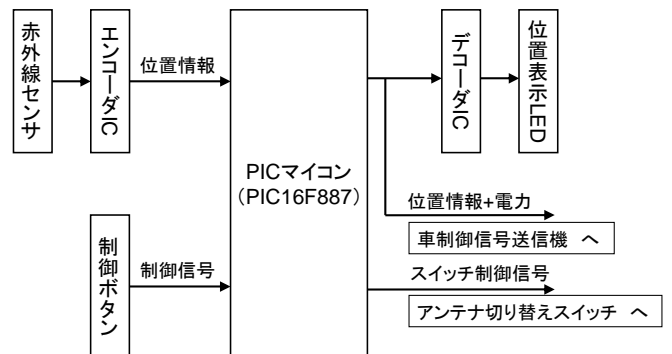 赤外線センサ
エンコーダIC
位置情報
PICマイコン
(PIC16F887)
デコーダIC
位置表示LED
位置情報+電力
車制御信号送信機 へ
制御ボタン
制御信号
スイッチ制御信号
アンテナ切り替えスイッチ へ